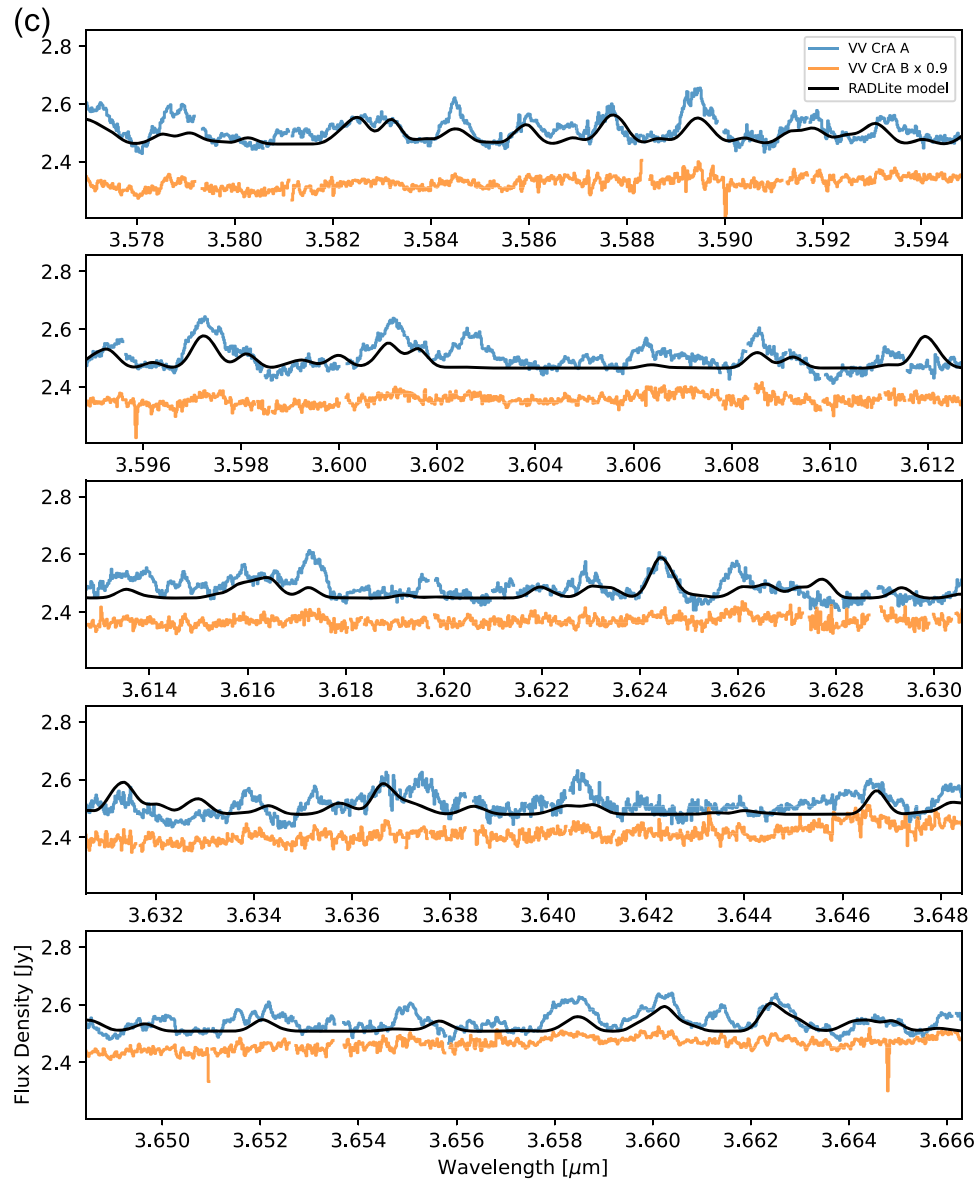 (c)
VV CrA A
VV CrA B x 0.9
RADLite model
2.8
2.6
2.4
3.578 3.580 3.582 3.584 3.586 3.588 3.590 3.592 3.594
2.8
2.6
2.4
3.596 3.598 3.600 3.602 3.604 3.606 3.608 3.610 3.612
2.8
2.6
2.4
3.614 3.616 3.618 3.620 3.622 3.624 3.626 3.628 3.630
2.8
2.6
2.4
3.632 3.634 3.636 3.638 3.640 3.642 3.644 3.646 3.648
2.8
2.6
2.4
Flux Density [Jy]
3.650 3.652 3.654 3.656 3.658 3.660 3.662 3.664 3.666
Wavelength [μm]